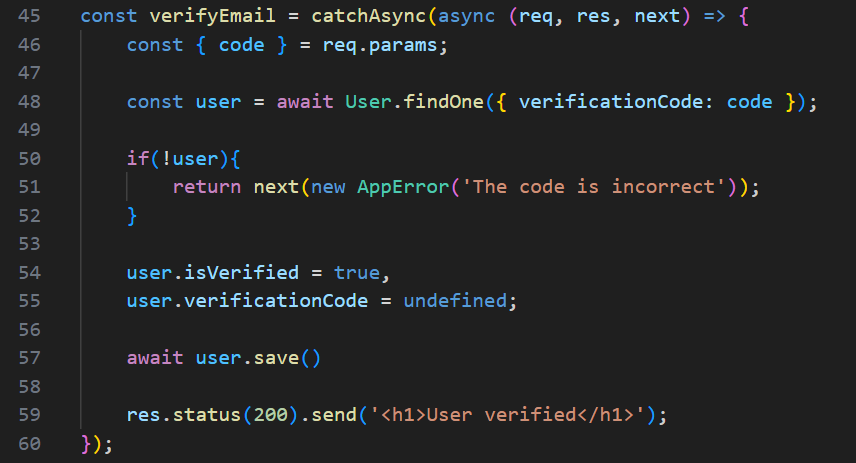 45 const verifyEmail = catchAsync(async (req, res, next) => {
46 const { code } = req.params;
47
48 const user = await User.findOne({ verificationCode: code });
49
50 if(!user){
51 return next(new AppError('The code is incorrect'));
52 }
53
54 user.isVerified = true,
55 user.verificationCode = undefined;
56
57 await user.save()
58
59 res.status(200).send('<h1>User verified</h1>');
60 });